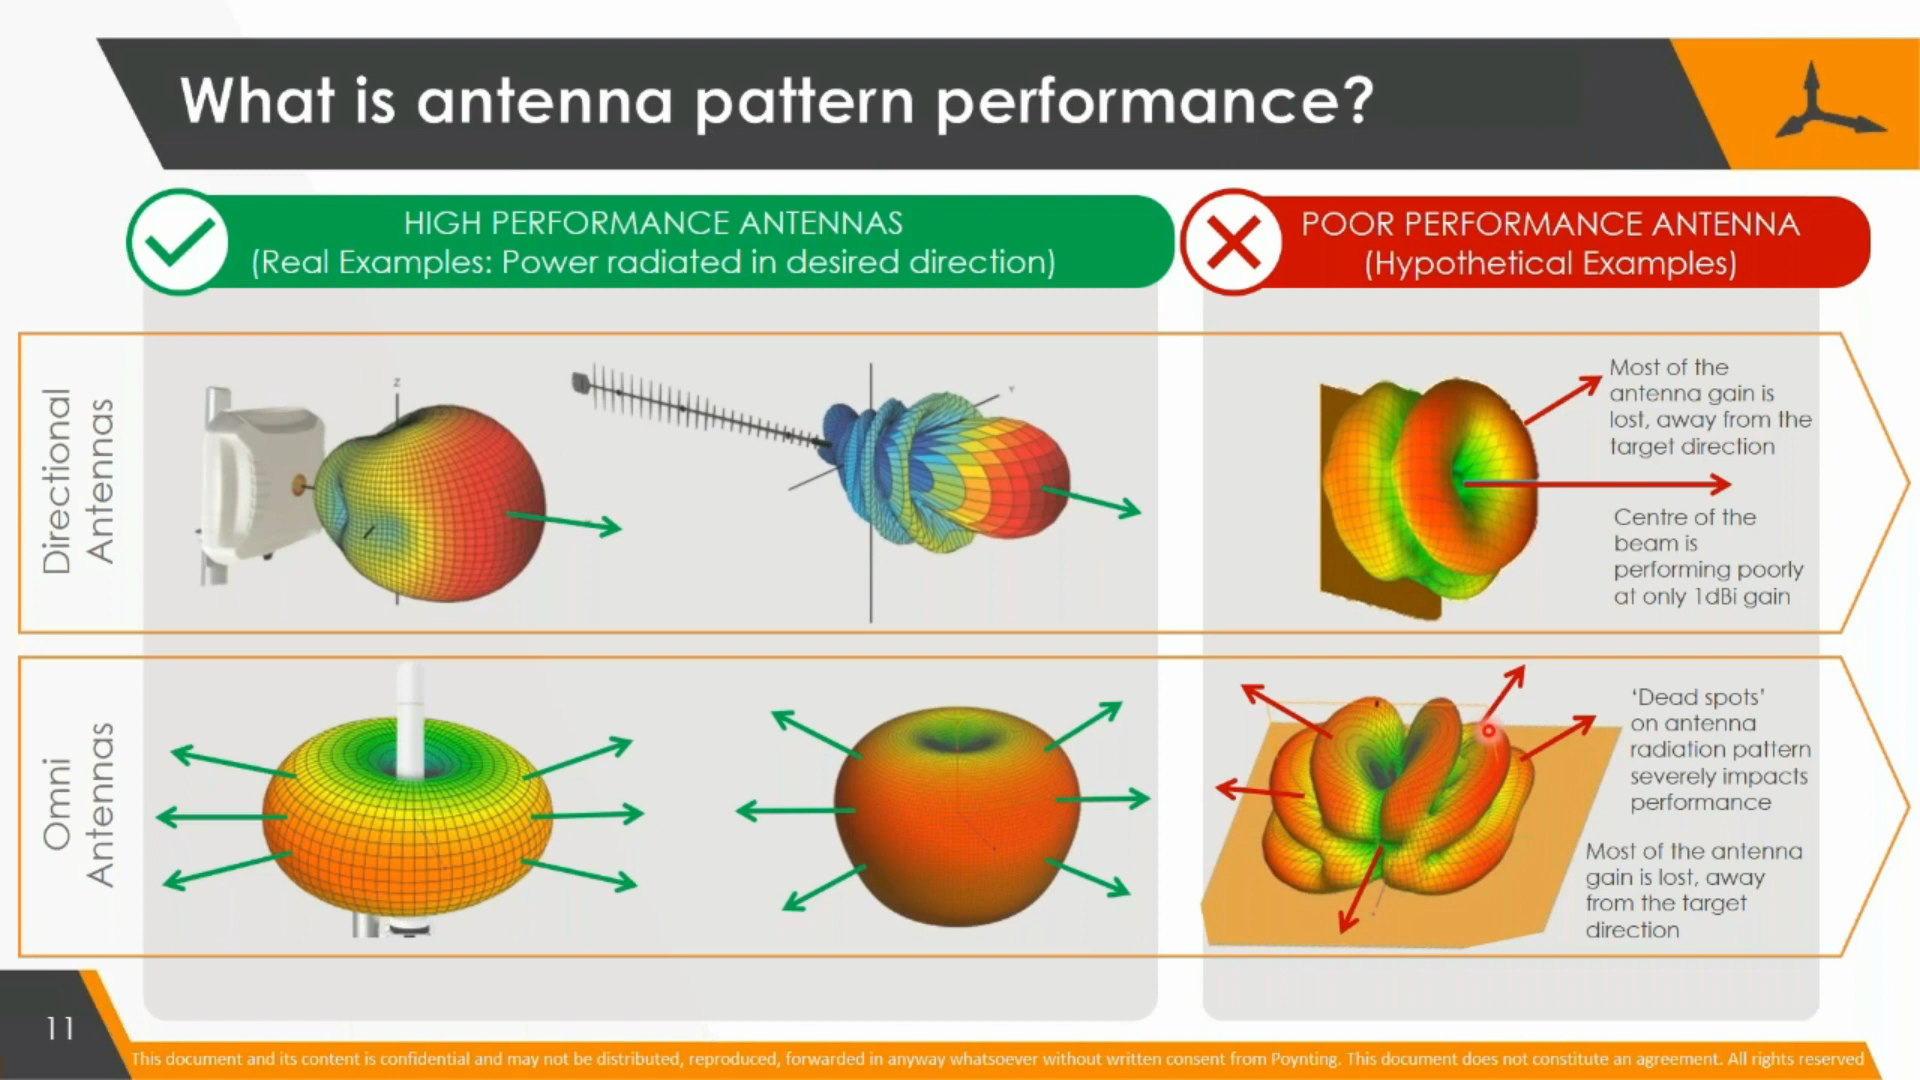 What is antenna pattern performance?
HIGH PERFORMANCE ANTENNAS
(Real Examples: Power radiated in desired direction)
POOR PERFORMANCE ANTENNA
(Hypothetical Examples)
Directional
Antennas
Z
Y
Most of the
antenna gain is
lost, away from the
target direction
Centre of the
beam is
performing poorly
at only 1dBi gain
Omni
Antennas
‘Dead spots’
on antenna
radiation pattern
severely impacts
performance
Most of the antenna
gain is lost, away
from the target
direction
11
This document and its content is confidential and may not be distributed, reproduced, forwarded in anyway whatsoever without written consent from Poynting. This document does not constitute an agreement. All rights reserved